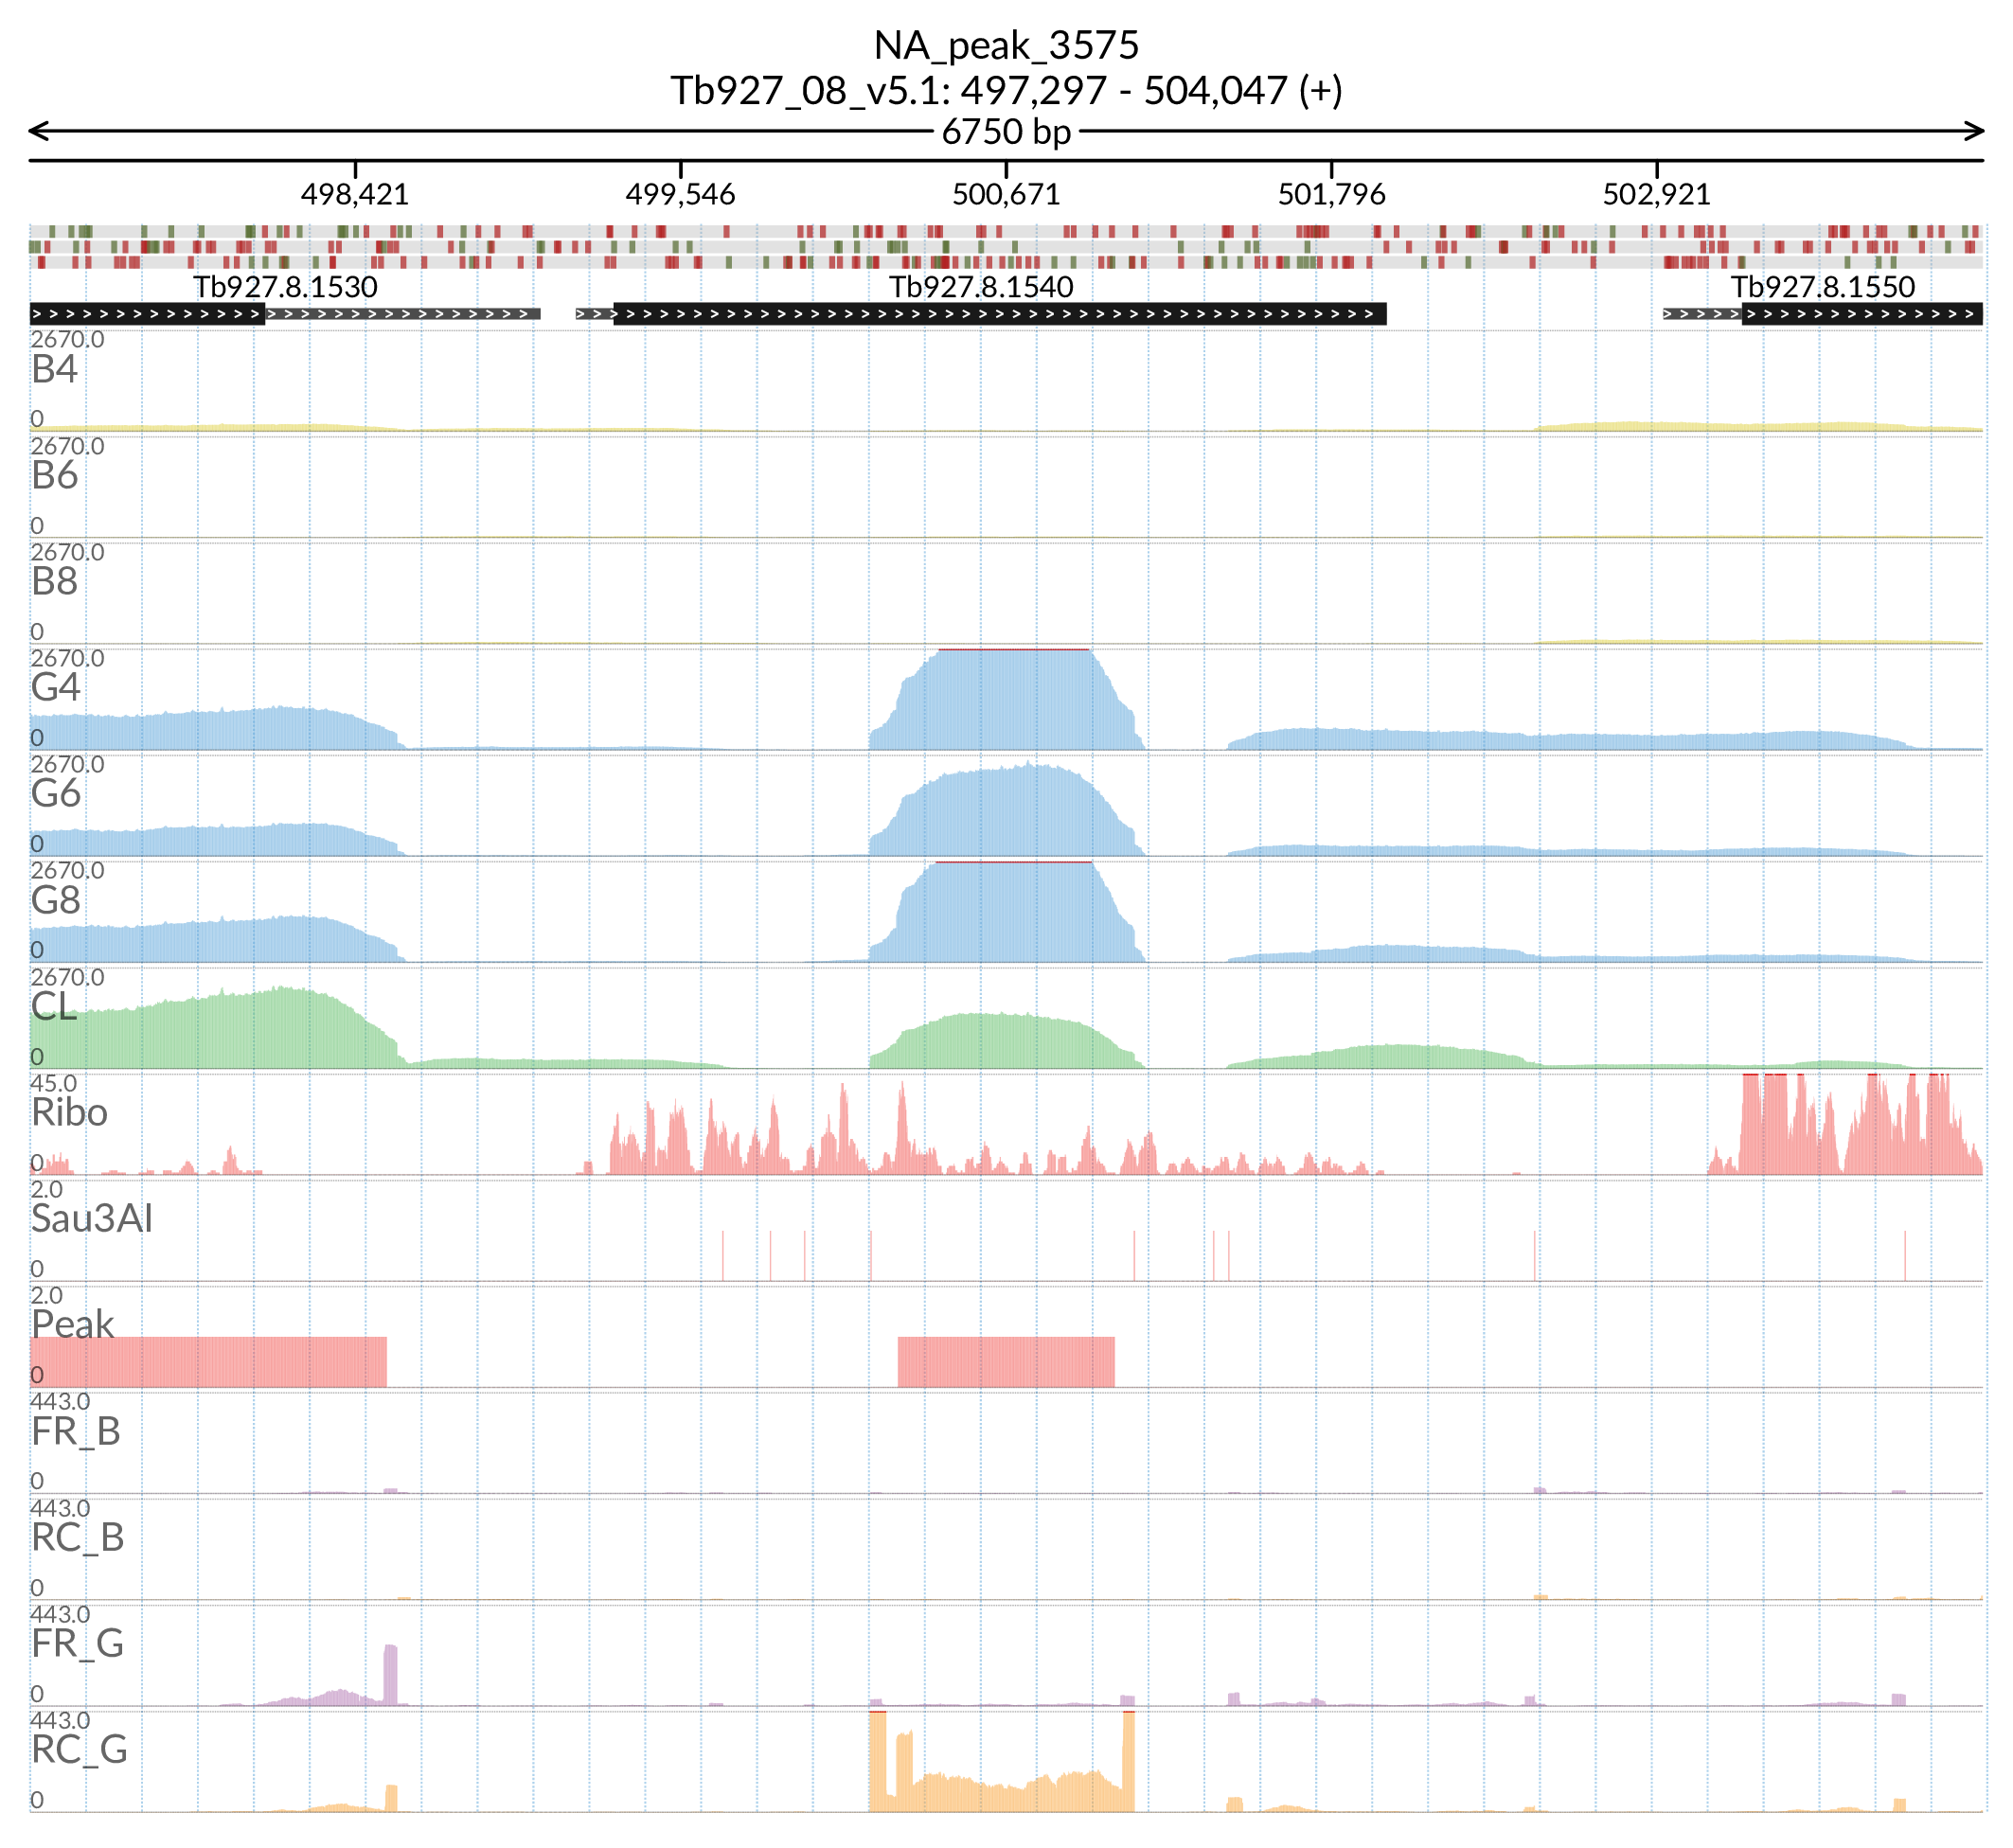 NA_peak_3575
Tb927_08_v5.1: 497,297 - 504,047 (+)
6750 bp
498,421 499,546 500,671 501,796 502,921
Tb927.8.1530 Tb927.8.1540 Tb927.8.1550
2670.0
B4
0
2670.0
B6
0
2670.0
B8
0
2670.0
G4
0
2670.0
G6
0
2670.0
G8
0
2670.0
CL
0
45.0
Ribo
0
2.0
Sau3AI
0
2.0
Peak
0
443.0
FR_B
0
443.0
RC_B
0
443.0
FR_G
0
443.0
RC_G
0